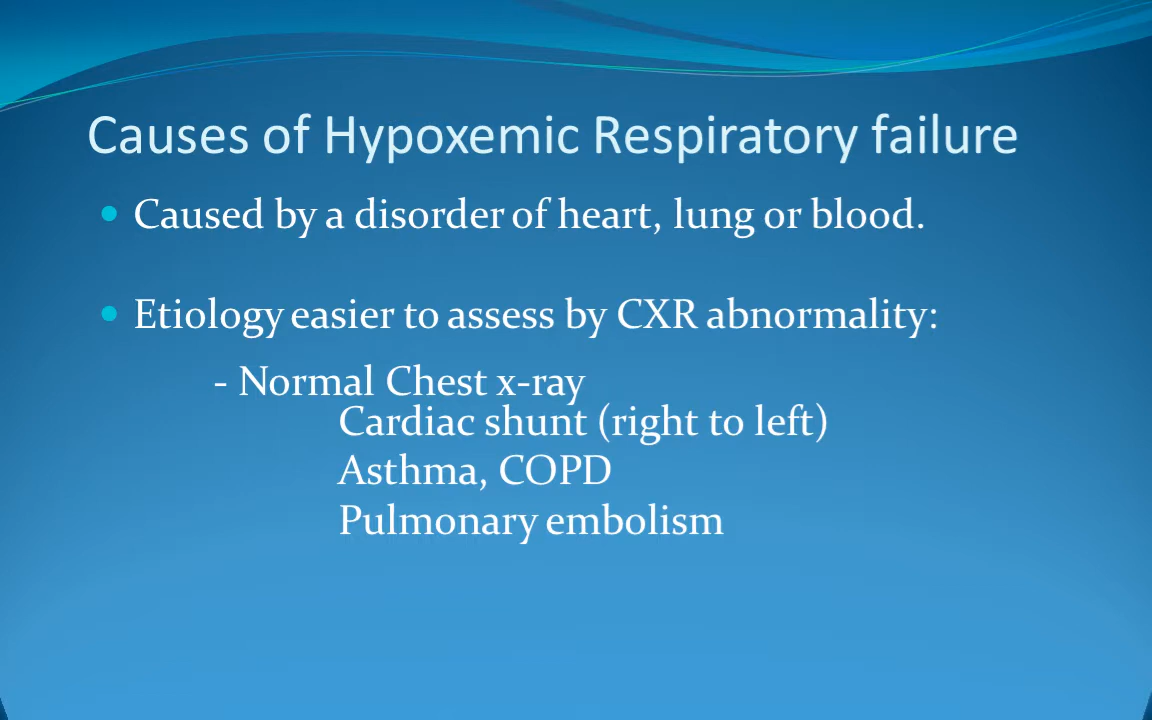 Causes of Hypoxemic Respiratory failure
• Caused by a disorder of heart, lung or blood.
• Etiology easier to assess by CXR abnormality:
- Normal Chest x-ray
Cardiac shunt (right to left)
Asthma, COPD
Pulmonary embolism